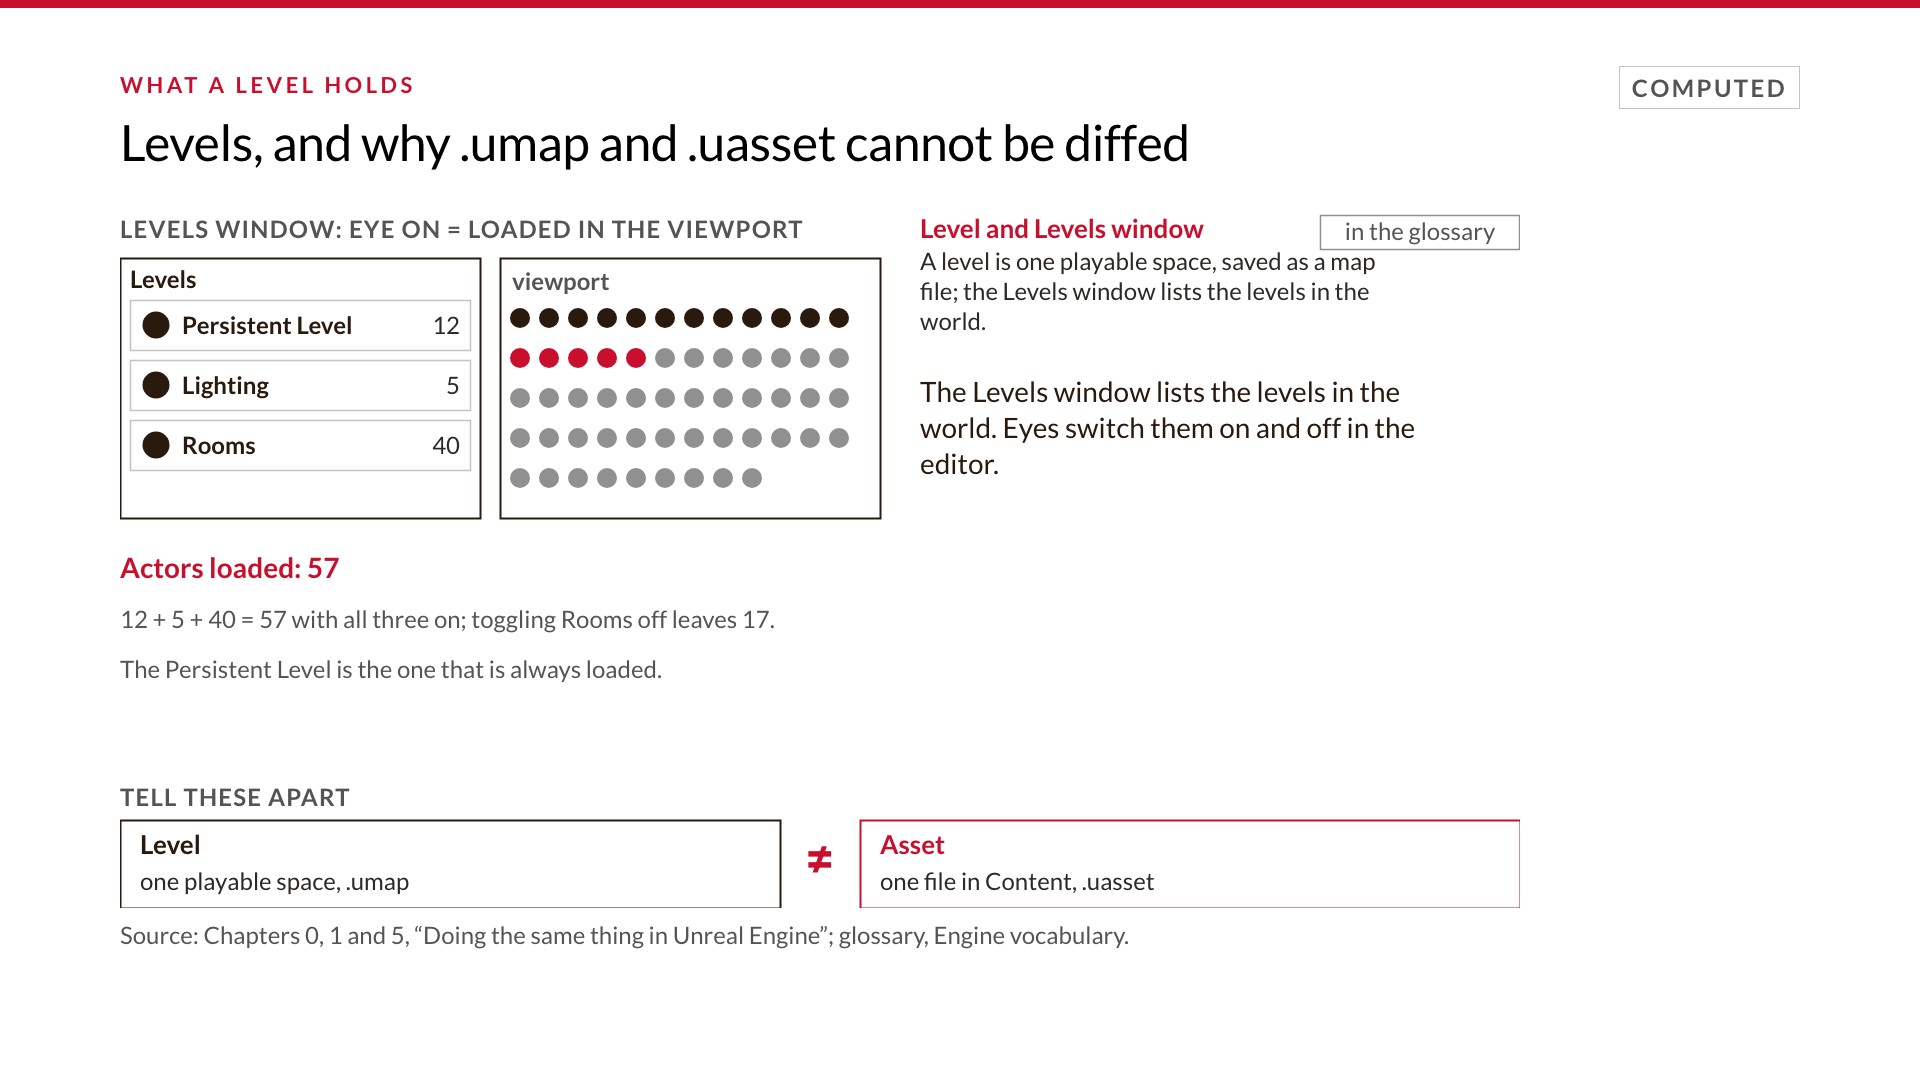 WHAT A LEVEL HOLDS
COMPUTED
Levels, and why .umap and .uasset cannot be diffed
LEVELS WINDOW: EYE ON = LOADED IN THE VIEWPORT
Levels
Persistent Level 12
Lighting 5
Rooms 40
viewport
Level and Levels window
in the glossary
A level is one playable space, saved as a map
file; the Levels window lists the levels in the
world.
The Levels window lists the levels in the
world. Eyes switch them on and off in the
editor.
Actors loaded: 57
12 + 5 + 40 = 57 with all three on; toggling Rooms off leaves 17.
The Persistent Level is the one that is always loaded.
TELL THESE APART
Level
one playable space, .umap
≠
Asset
one file in Content, .uasset
Source: Chapters 0, 1 and 5, “Doing the same thing in Unreal Engine”; glossary, Engine vocabulary.